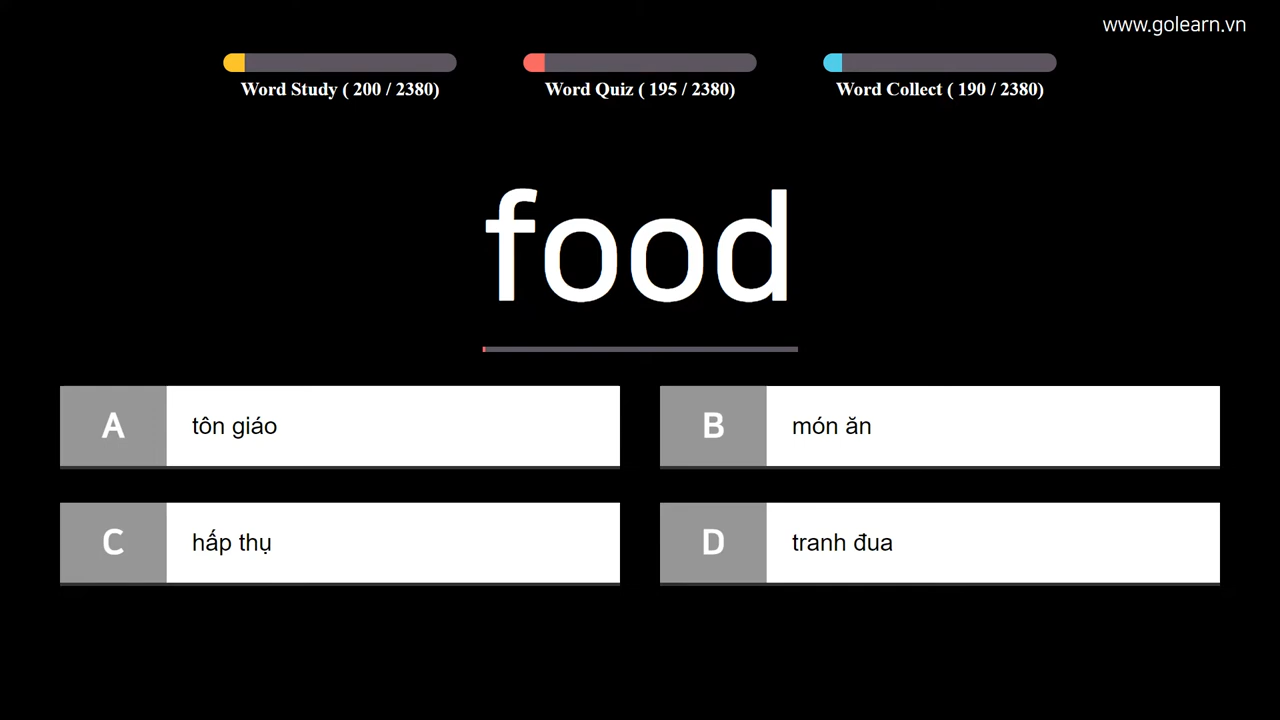 www.golearn.vn
Word Study ( 200 / 2380)
Word Quiz ( 195 / 2380)
Word Collect ( 190 / 2380)
food
A tôn giáo
B món ăn
C hấp thụ
D tranh đua